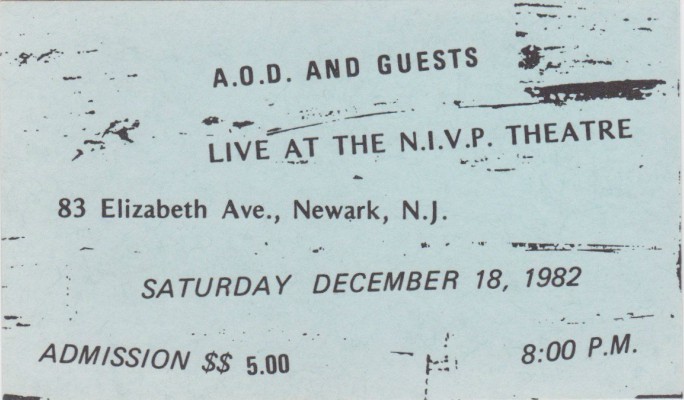 A.O.D. AND GUESTS
LIVE AT THE N.I.V.P. THEATRE
83 Elizabeth Ave., Newark, N.J.
SATURDAY DECEMBER 18, 1982
ADMISSION $$ 5.00 8:00 P.M.